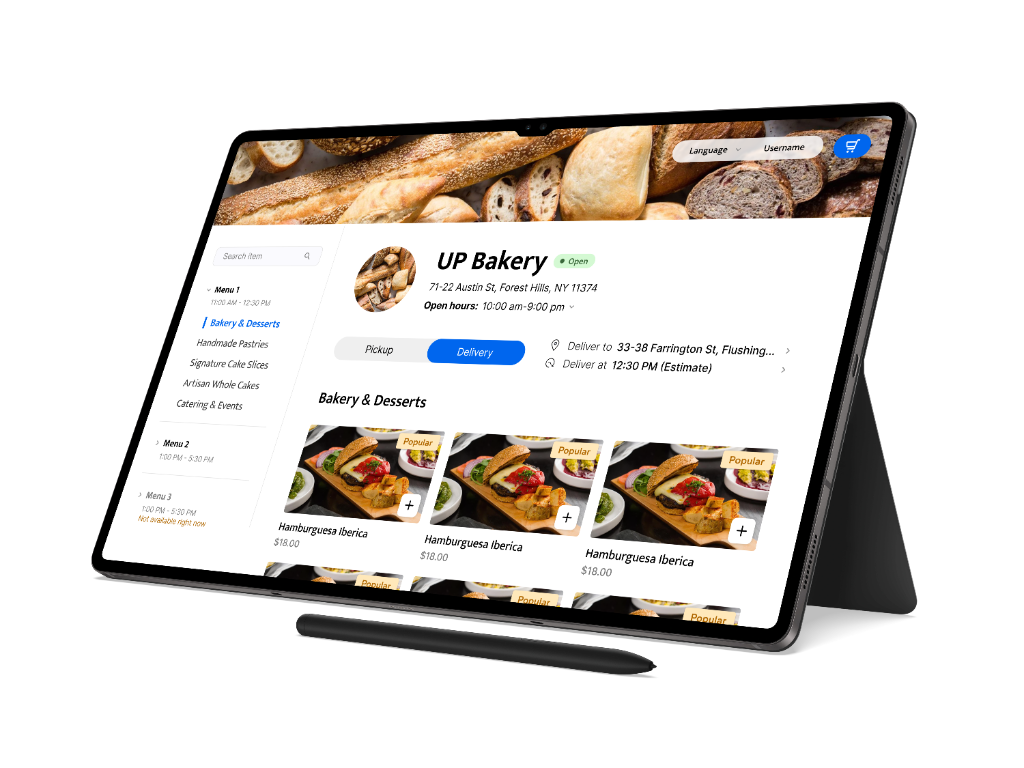 Language
Username
Search item
UP Bakery
Open
71-22 Austin St, Forest Hills, NY 11374
Open hours: 10:00 am-9:00 pm
Menu 1
11:00 AM - 12:30 PM
Bakery & Desserts
Handmade Pastries
Signature Cake Slices
Artisan Whole Cakes
Catering & Events
Menu 2
1:00 PM - 5:30 PM
Menu 3
1:00 PM - 5:30 PM
Not available right now
Pickup
Delivery
Deliver to 33-38 Farrington St, Flushing...
Deliver at 12:30 PM (Estimate)
Bakery & Desserts
Popular
Popular
Popular
Hamburguesa Iberica
$18.00
Hamburguesa Iberica
$18.00
Hamburguesa Iberica
$18.00
Popular
Popular
Popular